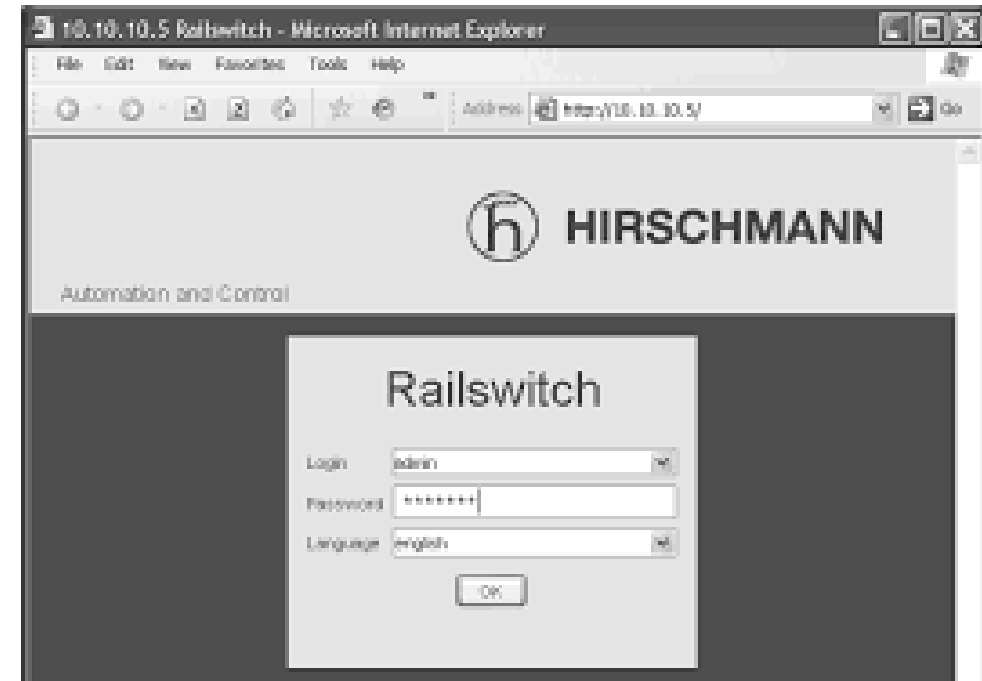 10.10.10.5 Railswitch - Microsoft Internet Explorer
File Edit View Favorites Tools Help
Address http://10.10.10.5/ Go
HIRSCHMANN
Automation and Control
Railswitch
Login admin
Password *******
Language english
OK